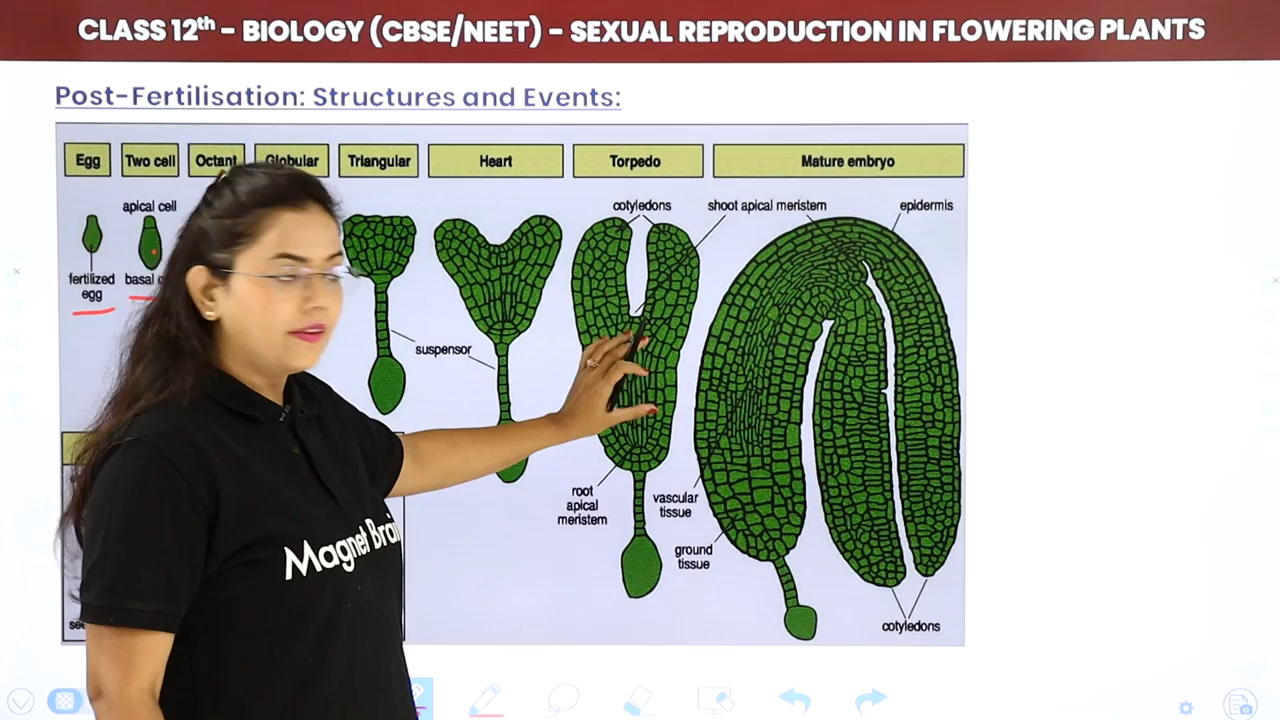 CLASS 12th – BIOLOGY (CBSE/NEET) – SEXUAL REPRODUCTION IN FLOWERING PLANTS
Post-Fertilisation: Structures and Events:
Egg
Two cell
Octant
Globular
Triangular
Heart
Torpedo
Mature embryo
apical cell
cotyledons
shoot apical meristem
epidermis
fertilized
egg
basal
suspensor
root
apical
meristem
vascular
tissue
ground
tissue
cotyledons
Magnet